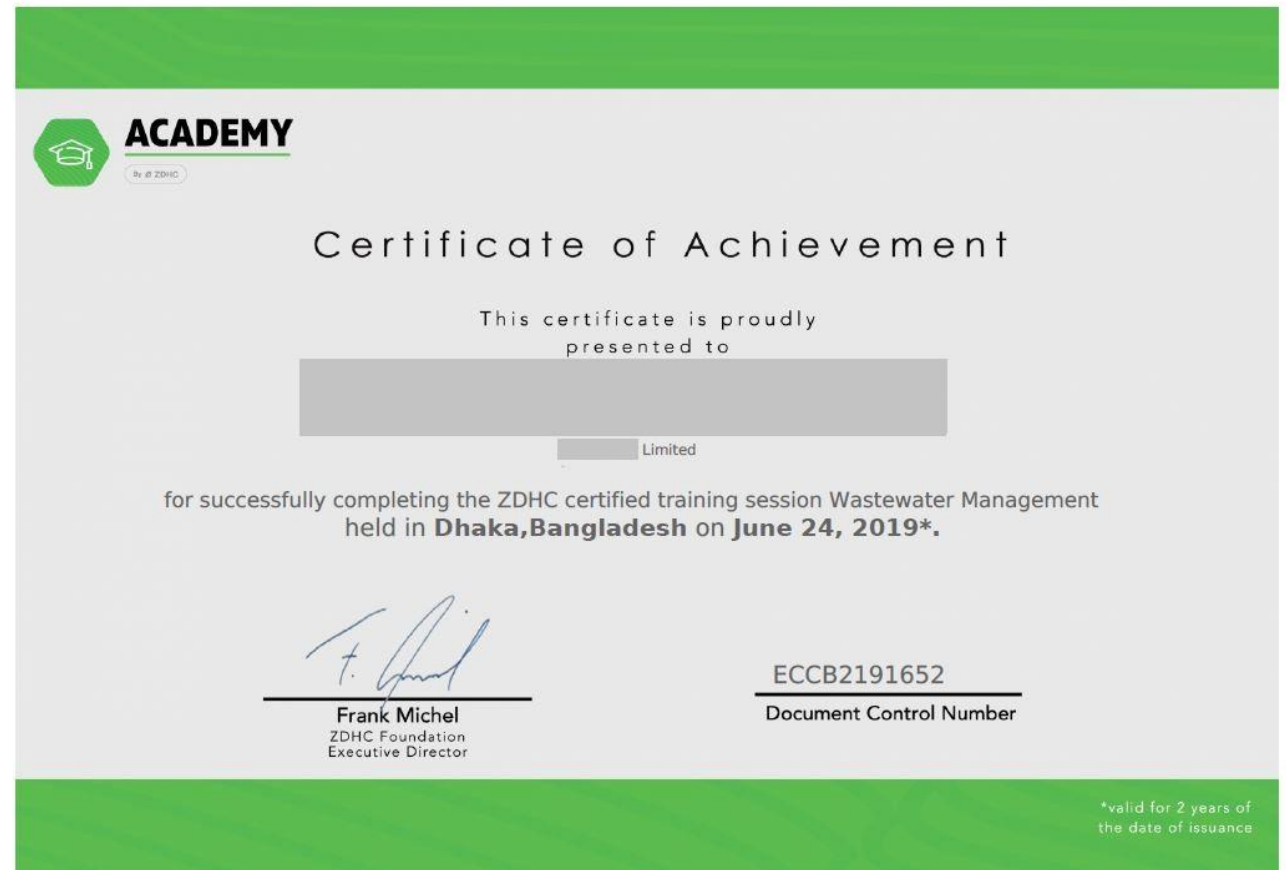 ACADEMY
By ZDHC
Certificate of Achievement
This certificate is proudly
presented to
Limited
for successfully completing the ZDHC certified training session Wastewater Management
held in Dhaka,Bangladesh on June 24, 2019*.
Frank Michel
ZDHC Foundation
Executive Director
ECCB2191652
Document Control Number
*valid for 2 years of
the date of issuance